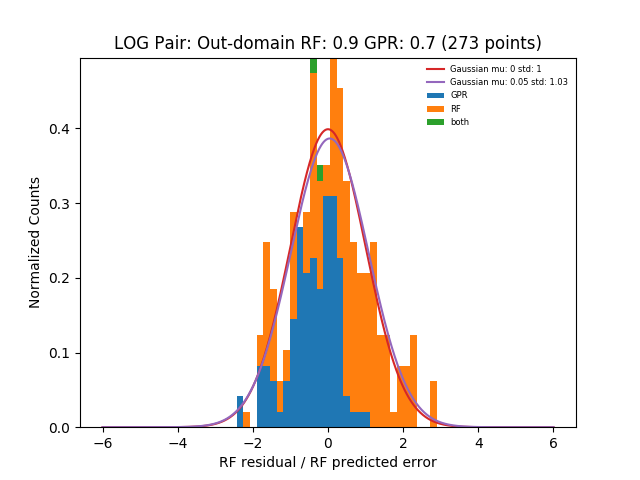 LOG Pair: Out-domain RF: 0.9 GPR: 0.7 (273 points)
Gaussian mu: 0 std: 1
Gaussian mu: 0.05 std: 1.03
GPR
RF
both
Normalized Counts
0.4
0.3
0.2
0.1
0.0
−6 −4 −2 0 2 4 6
RF residual / RF predicted error